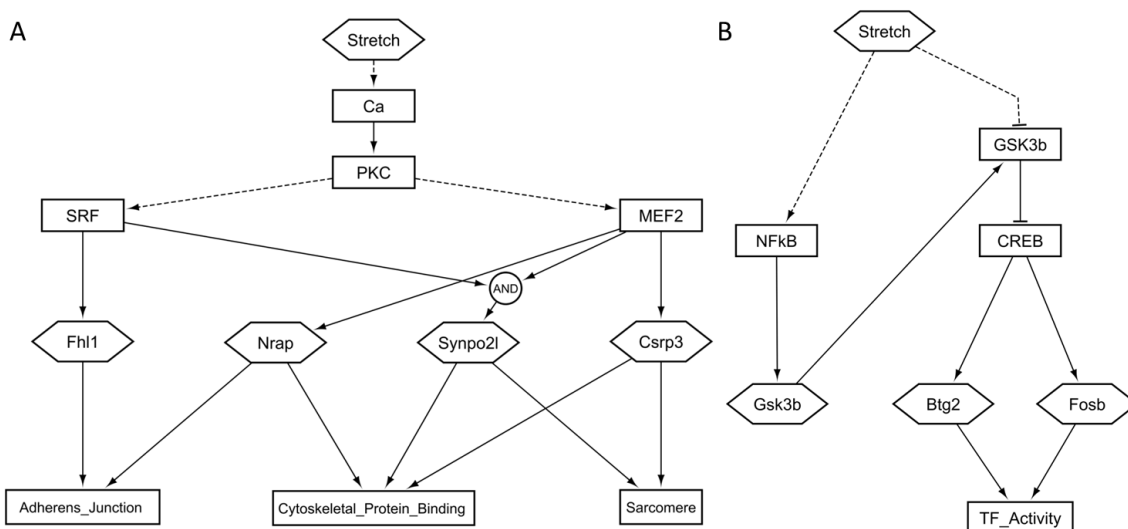 A
Stretch
Ca
PKC
SRF
MEF2
AND
Fhl1
Nrap
Synpo2l
Csrp3
Adherens_Junction
Cytoskeletal_Protein_Binding
Sarcomere
B
Stretch
GSK3b
NFkB
CREB
Gsk3b
Btg2
Fosb
TF_Activity